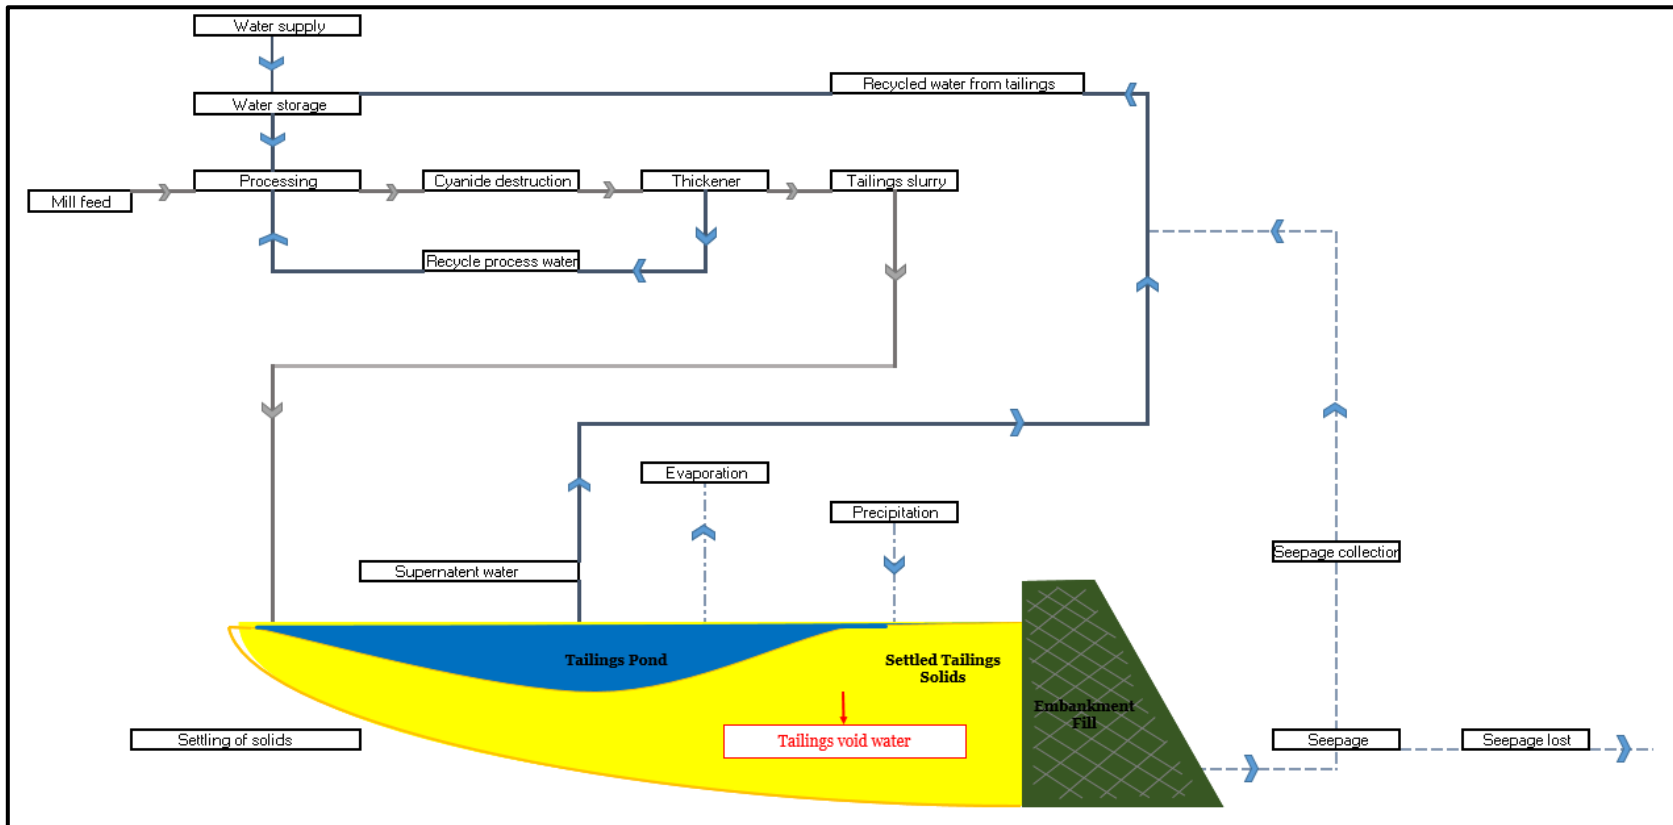 Water supply
Water storage
Recycled water from tailings
Processing
Cyanide destruction
Thickener
Tailings slurry
Mill feed
Recycle process water
Evaporation
Precipitation
Supernatent water
Seepage collection
Tailings Pond
Settled Tailings
Solids
Embankment
Fill
Tailings void water
Settling of solids
Seepage
Seepage lost